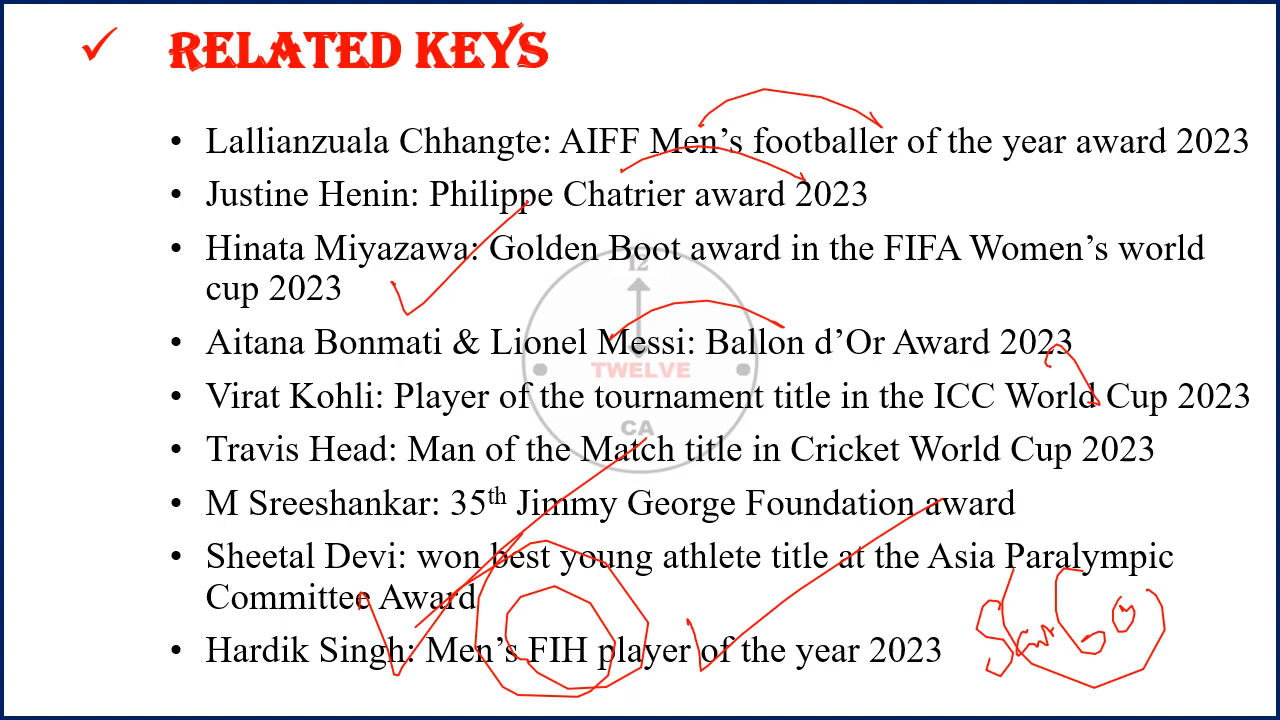 RELATED KEYS
• Lallianzuala Chhangte: AIFF Men's footballer of the year award 2023
• Justine Henin: Philippe Chatrier award 2023
• Hinata Miyazawa: Golden Boot award in the FIFA Women's world
cup 2023
• Aitana Bonmati & Lionel Messi: Ballon d'Or Award 2023
• Virat Kohli: Player of the tournament title in the ICC World Cup 2023
• Travis Head: Man of the Match title in Cricket World Cup 2023
• M Sreeshankar: 35th Jimmy George Foundation award
• Sheetal Devi: won best young athlete title at the Asia Paralympic
Committee Award
• Hardik Singh: Men's FIH player of the year 2023
12
TWELVE
CA